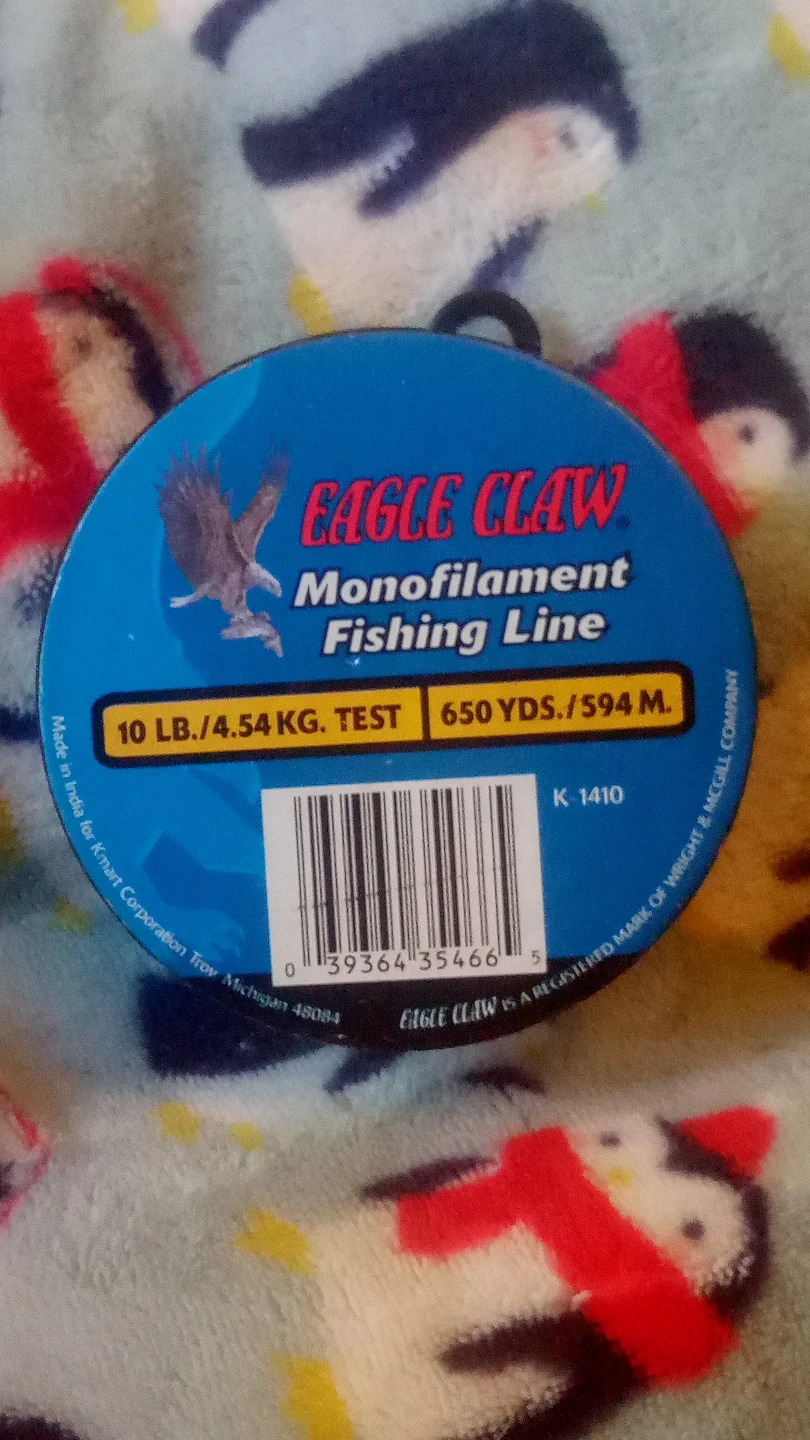 EAGLE CLAW®
Monofilament
Fishing Line
10 LB./4.54 KG. TEST
650 YDS./594 M.
K-1410
0 39364 35466 5
Made in India for Kmart Corporation Troy, Michigan 48084
EAGLE CLAW IS A REGISTERED MARK OF WRIGHT & MCGILL COMPANY